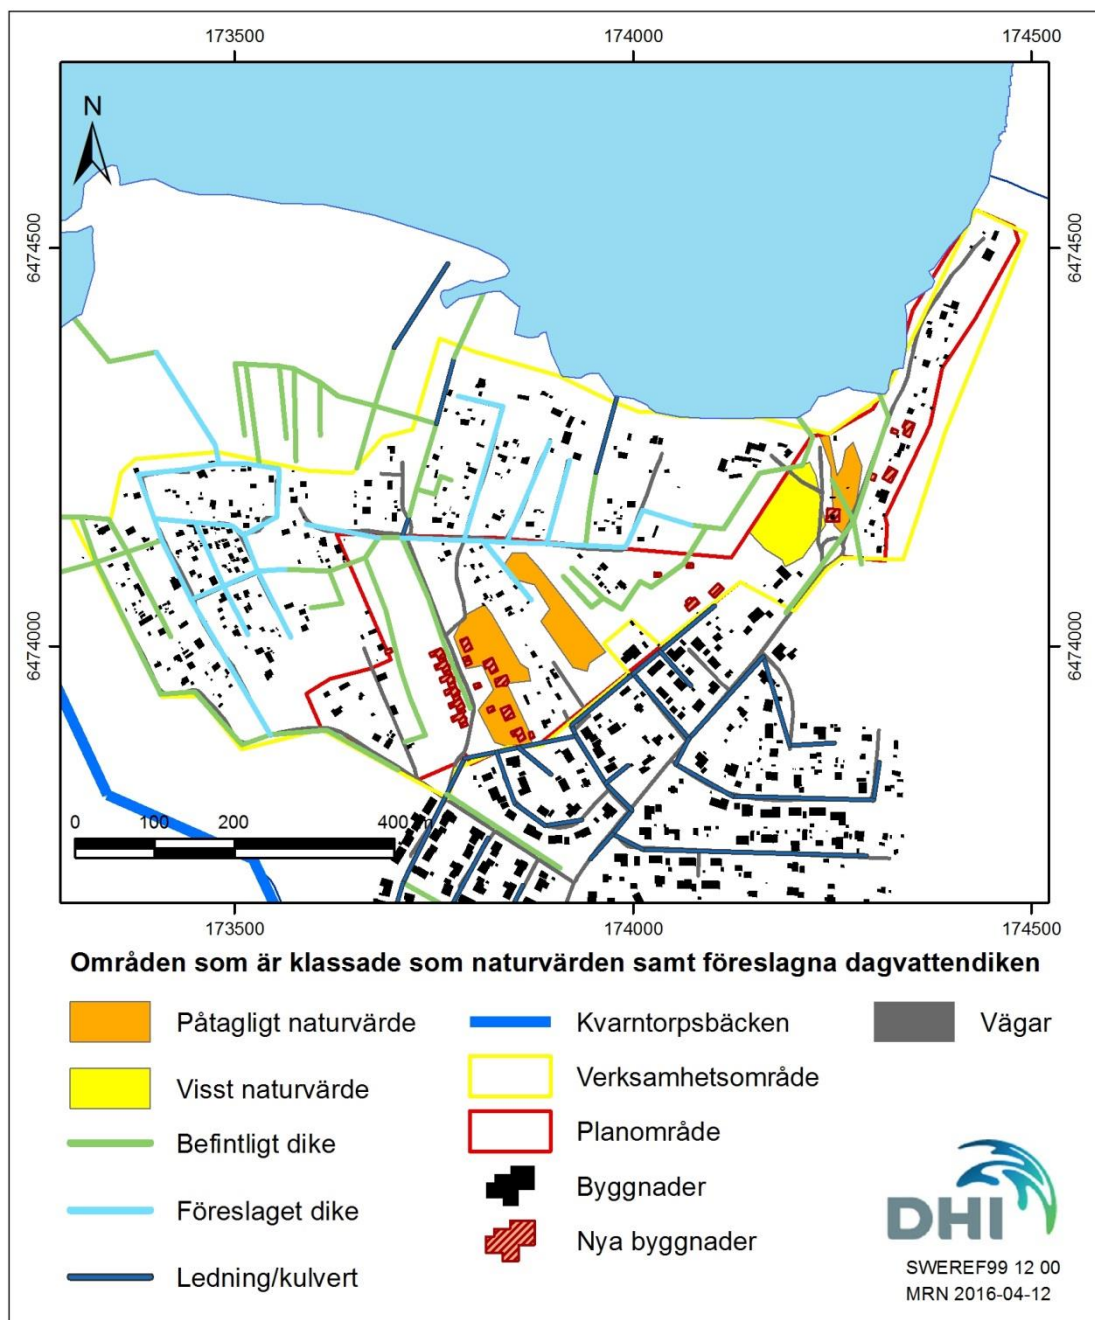 173500 174000 174500
N
6474500 6474500
6474000 6474000
0 100 200 400 m
173500 174000 174500
Områden som är klassade som naturvärden samt föreslagna dagvattendiken
Påtagligt naturvärde
Visst naturvärde
Befintligt dike
Föreslaget dike
Ledning/kulvert
Kvarntorpsbäcken
Verksamhetsområde
Planområde
Byggnader
Nya byggnader
Vägar
DHI
SWEREF99 12 00
MRN 2016-04-12